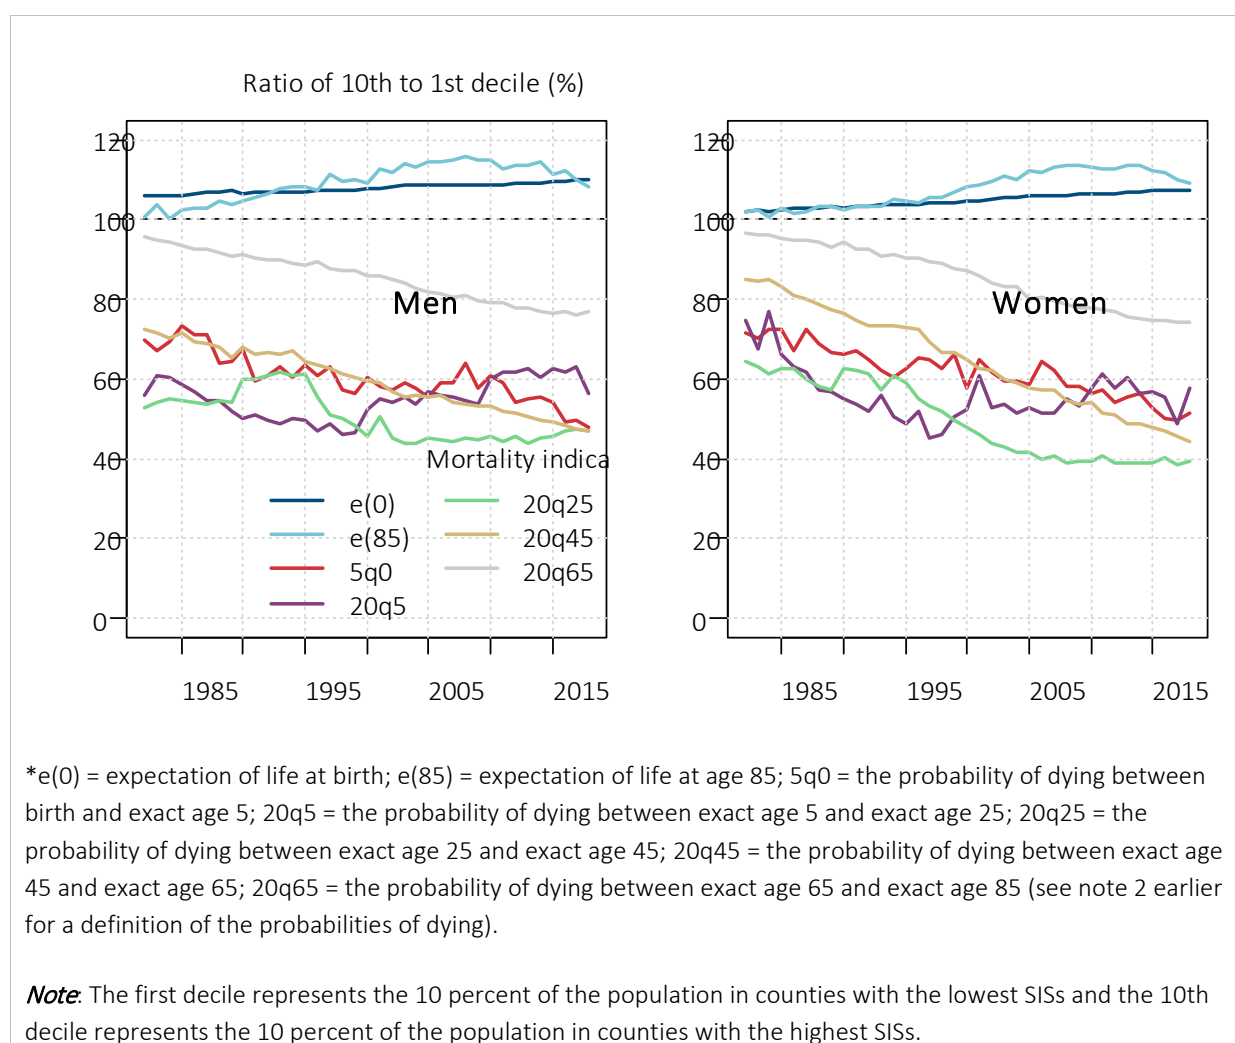 Ratio of 10th to 1st decile (%)
120
100
80
60
40
20
0
Men
Mortality indica
e(0)
e(85)
5q0
20q5
20q25
20q45
20q65
1985 1995 2005 2015
120
100
80
60
40
20
0
Women
1985 1995 2005 2015
*e(0) = expectation of life at birth; e(85) = expectation of life at age 85; 5q0 = the probability of dying between
birth and exact age 5; 20q5 = the probability of dying between exact age 5 and exact age 25; 20q25 = the
probability of dying between exact age 25 and exact age 45; 20q45 = the probability of dying between exact age
45 and exact age 65; 20q65 = the probability of dying between exact age 65 and exact age 85 (see note 2 earlier
for a definition of the probabilities of dying).
Note: The first decile represents the 10 percent of the population in counties with the lowest SISs and the 10th
decile represents the 10 percent of the population in counties with the highest SISs.